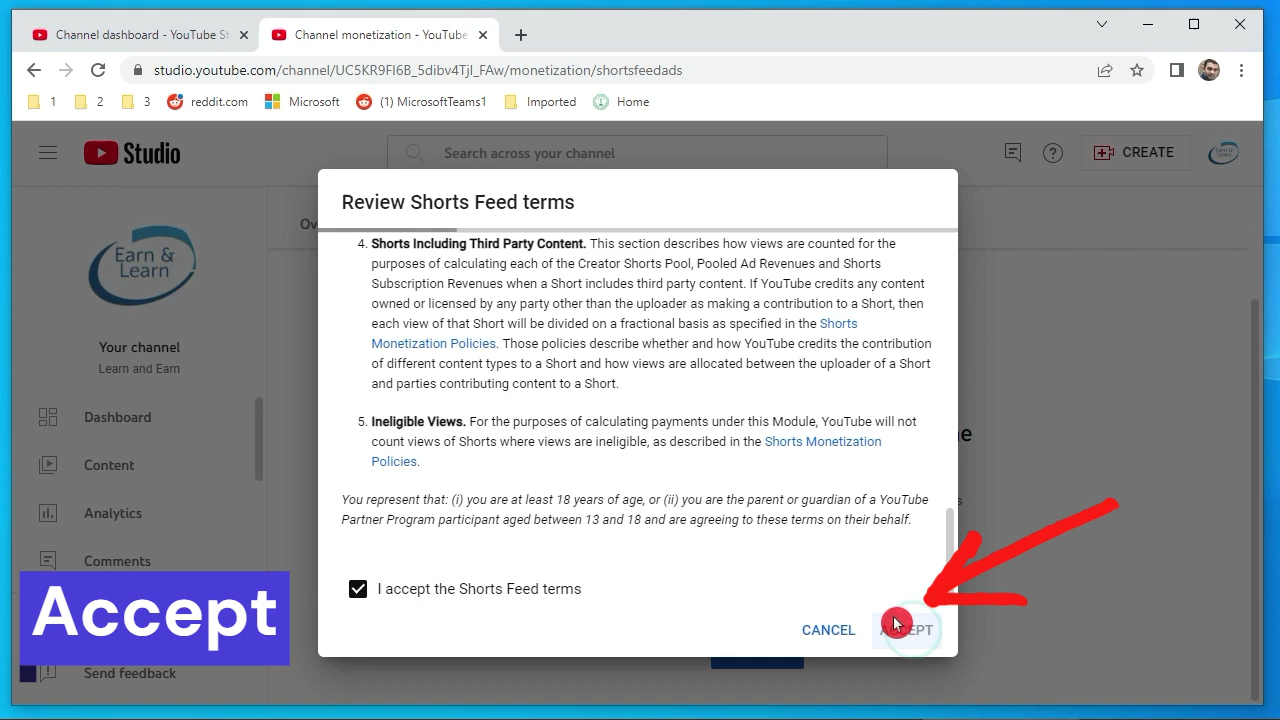 Channel dashboard - YouTube St
Channel monetization - YouTube
studio.youtube.com/channel/UC5KR9FI6B_5dibv4TjI_FAw/monetization/shortsfeedads
1 2 3 reddit.com Microsoft (1) MicrosoftTeams1 Imported Home
Studio
Search across your channel
CREATE
Earn &
Learn
Your channel
Learn and Earn
Dashboard
Content
Analytics
Comments
Send feedback
Accept
Ov
Review Shorts Feed terms
4. Shorts Including Third Party Content. This section describes how views are counted for the
purposes of calculating each of the Creator Shorts Pool, Pooled Ad Revenues and Shorts
Subscription Revenues when a Short includes third party content. If YouTube credits any content
owned or licensed by any party other than the uploader as making a contribution to a Short, then
each view of that Short will be divided on a fractional basis as specified in the Shorts
Monetization Policies. Those policies describe whether and how YouTube credits the contribution
of different content types to a Short and how views are allocated between the uploader of a Short
and parties contributing content to a Short.
5. Ineligible Views. For the purposes of calculating payments under this Module, YouTube will not
count views of Shorts where views are ineligible, as described in the Shorts Monetization
Policies.
You represent that: (i) you are at least 18 years of age, or (ii) you are the parent or guardian of a YouTube
Partner Program participant aged between 13 and 18 and are agreeing to these terms on their behalf.
I accept the Shorts Feed terms
CANCEL ACCEPT